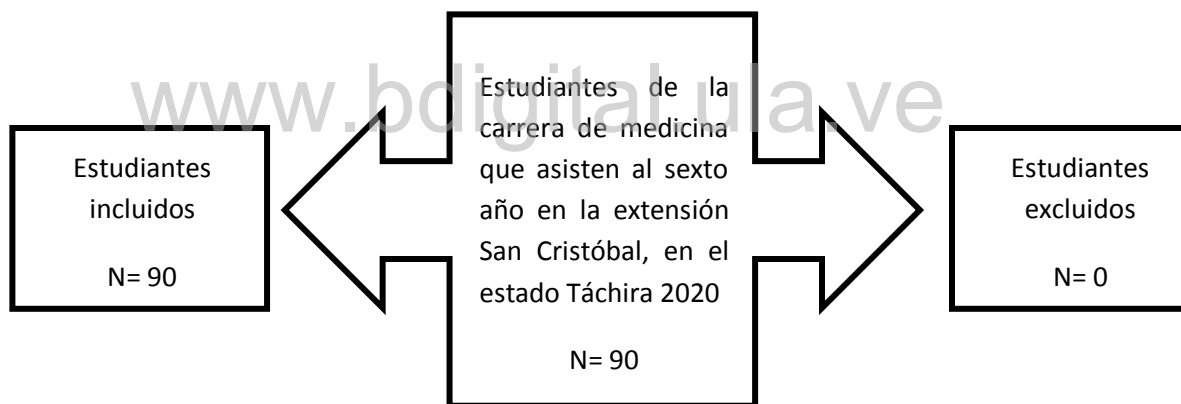 www.bdigital.ula.ve
Estudiantes
incluidos
N= 90
Estudiantes de la
carrera de medicina
que asisten al sexto
año en la extensión
San Cristóbal, en el
estado Táchira 2020
N= 90
Estudiantes
excluidos
N= 0